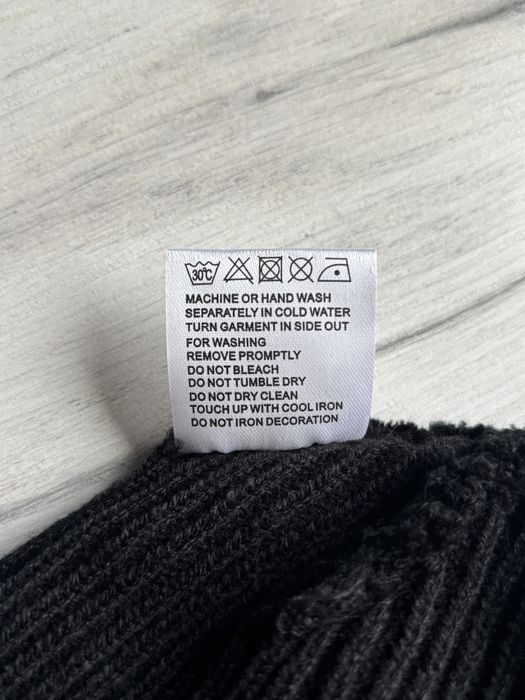 30°C
MACHINE OR HAND WASH
SEPARATELY IN COLD WATER
TURN GARMENT IN SIDE OUT
FOR WASHING
REMOVE PROMPTLY
DO NOT BLEACH
DO NOT TUMBLE DRY
DO NOT DRY CLEAN
TOUCH UP WITH COOL IRON
DO NOT IRON DECORATION